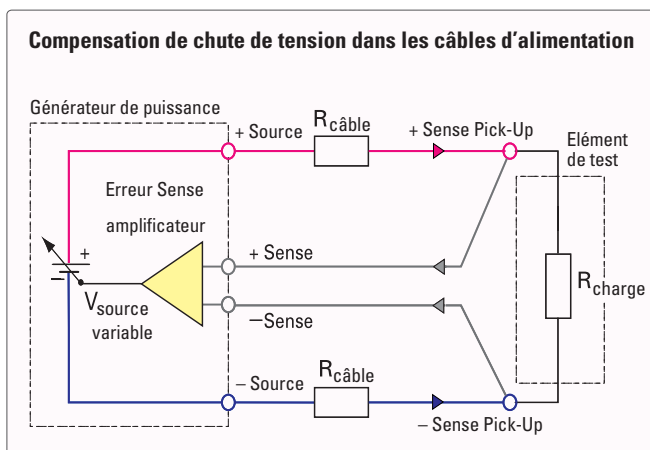 Compensation de chute de tension dans les câbles d'alimentation
Générateur de puissance
+ Source
Rcâble
+ Sense Pick-Up
Elément
de test
Erreur Sense
amplificateur
+ Sense
+
−
Vsource
variable
−Sense
Rcharge
− Source
Rcâble
− Sense Pick-Up